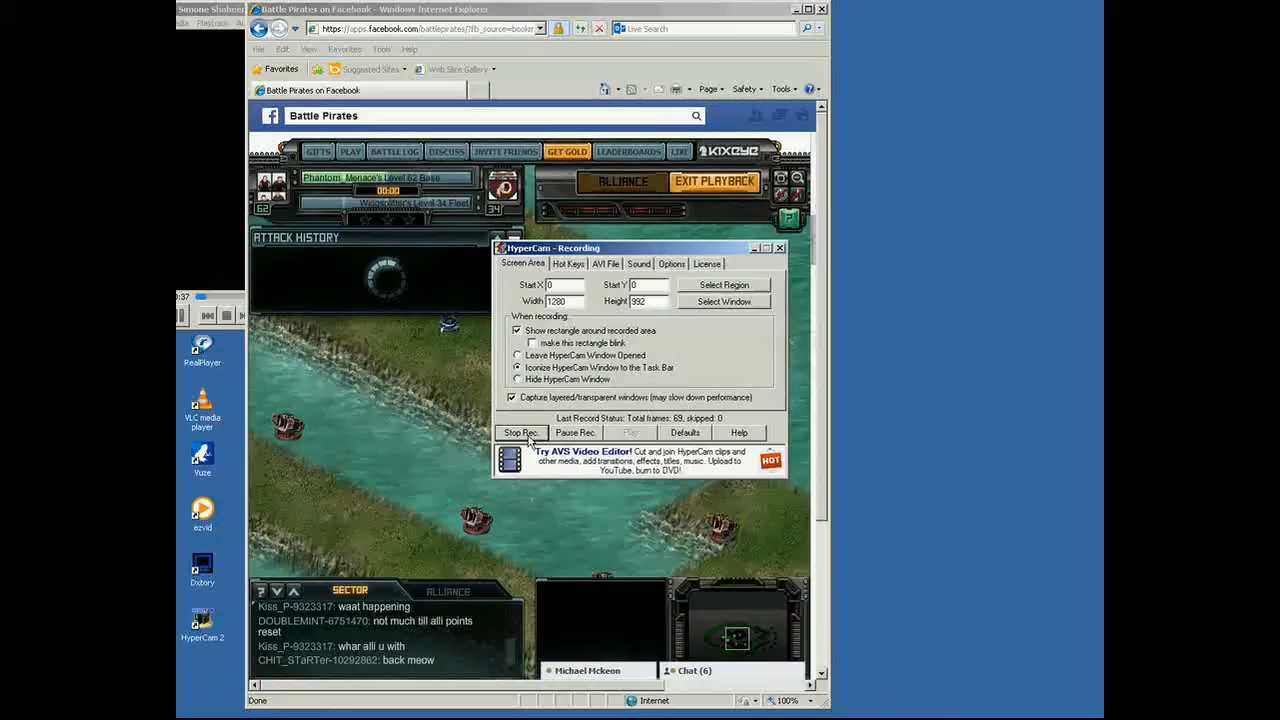 Simone Shaheen
Battle Pirates on Facebook - Windows Internet Explorer
Playback
https://apps.facebook.com/battlepirates/?fb_source=bookm
Live Search
File Edit View Favorites Tools Help
Favorites
Suggested Sites
Web Slice Gallery
Battle Pirates on Facebook
Page
Safety
Tools
Battle Pirates
GIFTS
PLAY
BATTLE LOG
DISCUSS
INVITE FRIENDS
GET GOLD
LEADERBOARDS
LIKE
KIXEYE
Phantom_Menace's Level 62 Base
00:00
Wiggsplitter's Level 34 Fleet
62
34
ALLIANCE
EXIT PLAYBACK
ATTACK HISTORY
HyperCam - Recording
Screen Area
Hot Keys
AVI File
Sound
Options
License
Start X 0
Start Y 0
Select Region
Width 1280
Height 992
Select Window
When recording:
Show rectangle around recorded area
make this rectangle blink
Leave HyperCam Window Opened
Iconize HyperCam Window to the Task Bar
Hide HyperCam Window
Capture layered/transparent windows (may slow down performance)
Last Record Status: Total frames: 69, skipped: 0
Stop Rec.
Pause Rec.
Play
Defaults
Help
Try AVS Video Editor! Cut and join HyperCam clips and
other media, add transitions, effects, titles, music. Upload to
YouTube, burn to DVD!
HOT
:37
RealPlayer
VLC media
player
Vuze
ezvid
Dxtory
HyperCam 2
?
SECTOR
ALLIANCE
Kiss_P-9323317: waat happening
DOUBLEMINT-6751470: not much till alli points
reset
Kiss_P-9323317: whar alli u with
CHIT_STaRTer-10292862: back meow
Michael Mckeon
Chat (6)
Done
Internet
100%